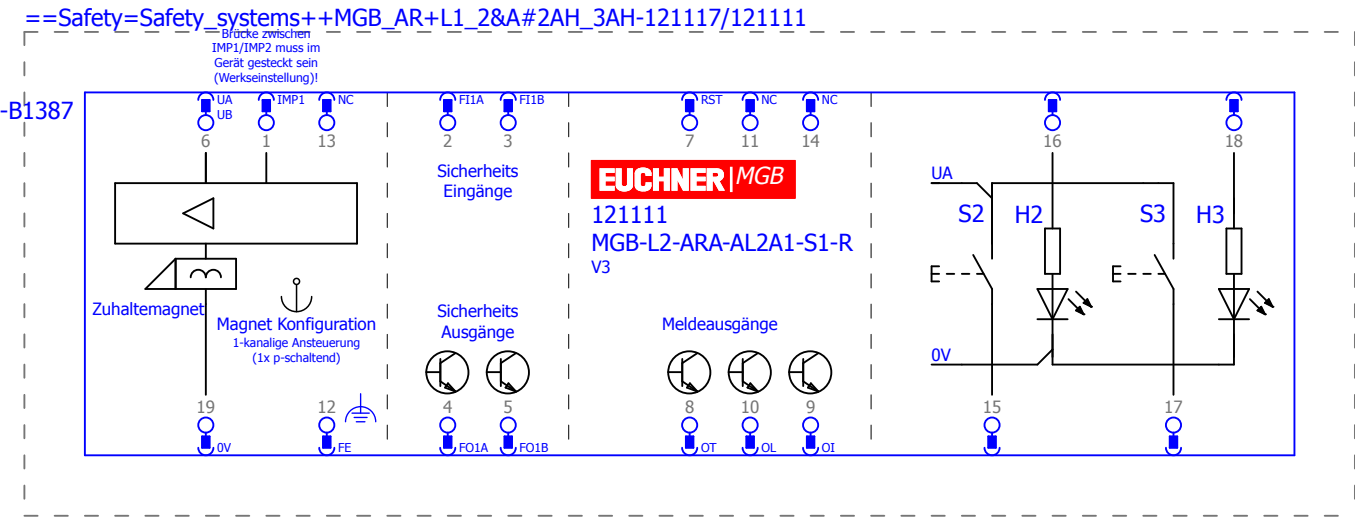 ==Safety=Safety_systems++MGB_AR+L1_2&A#2AH_3AH-121117/121111
Brücke zwischen
IMP1/IMP2 muss im
Gerät gesteckt sein
(Werkseinstellung)!
-B1387
UA
UB
IMP1
NC
FI1A
FI1B
RST
NC
NC
6
1
13
2
3
7
11
14
16
18
Sicherheits
Eingänge
EUCHNER|MGB
121111
MGB-L2-ARA-AL2A1-S1-R
V3
UA
S2
H2
S3
H3
E
E
Zuhaltemagnet
Magnet Konfiguration
1-kanalige Ansteuerung
(1x p-schaltend)
Sicherheits
Ausgänge
Meldeausgänge
0V
19
12
4
5
8
10
9
15
17
0V
FE
FO1A
FO1B
OT
OL
OI